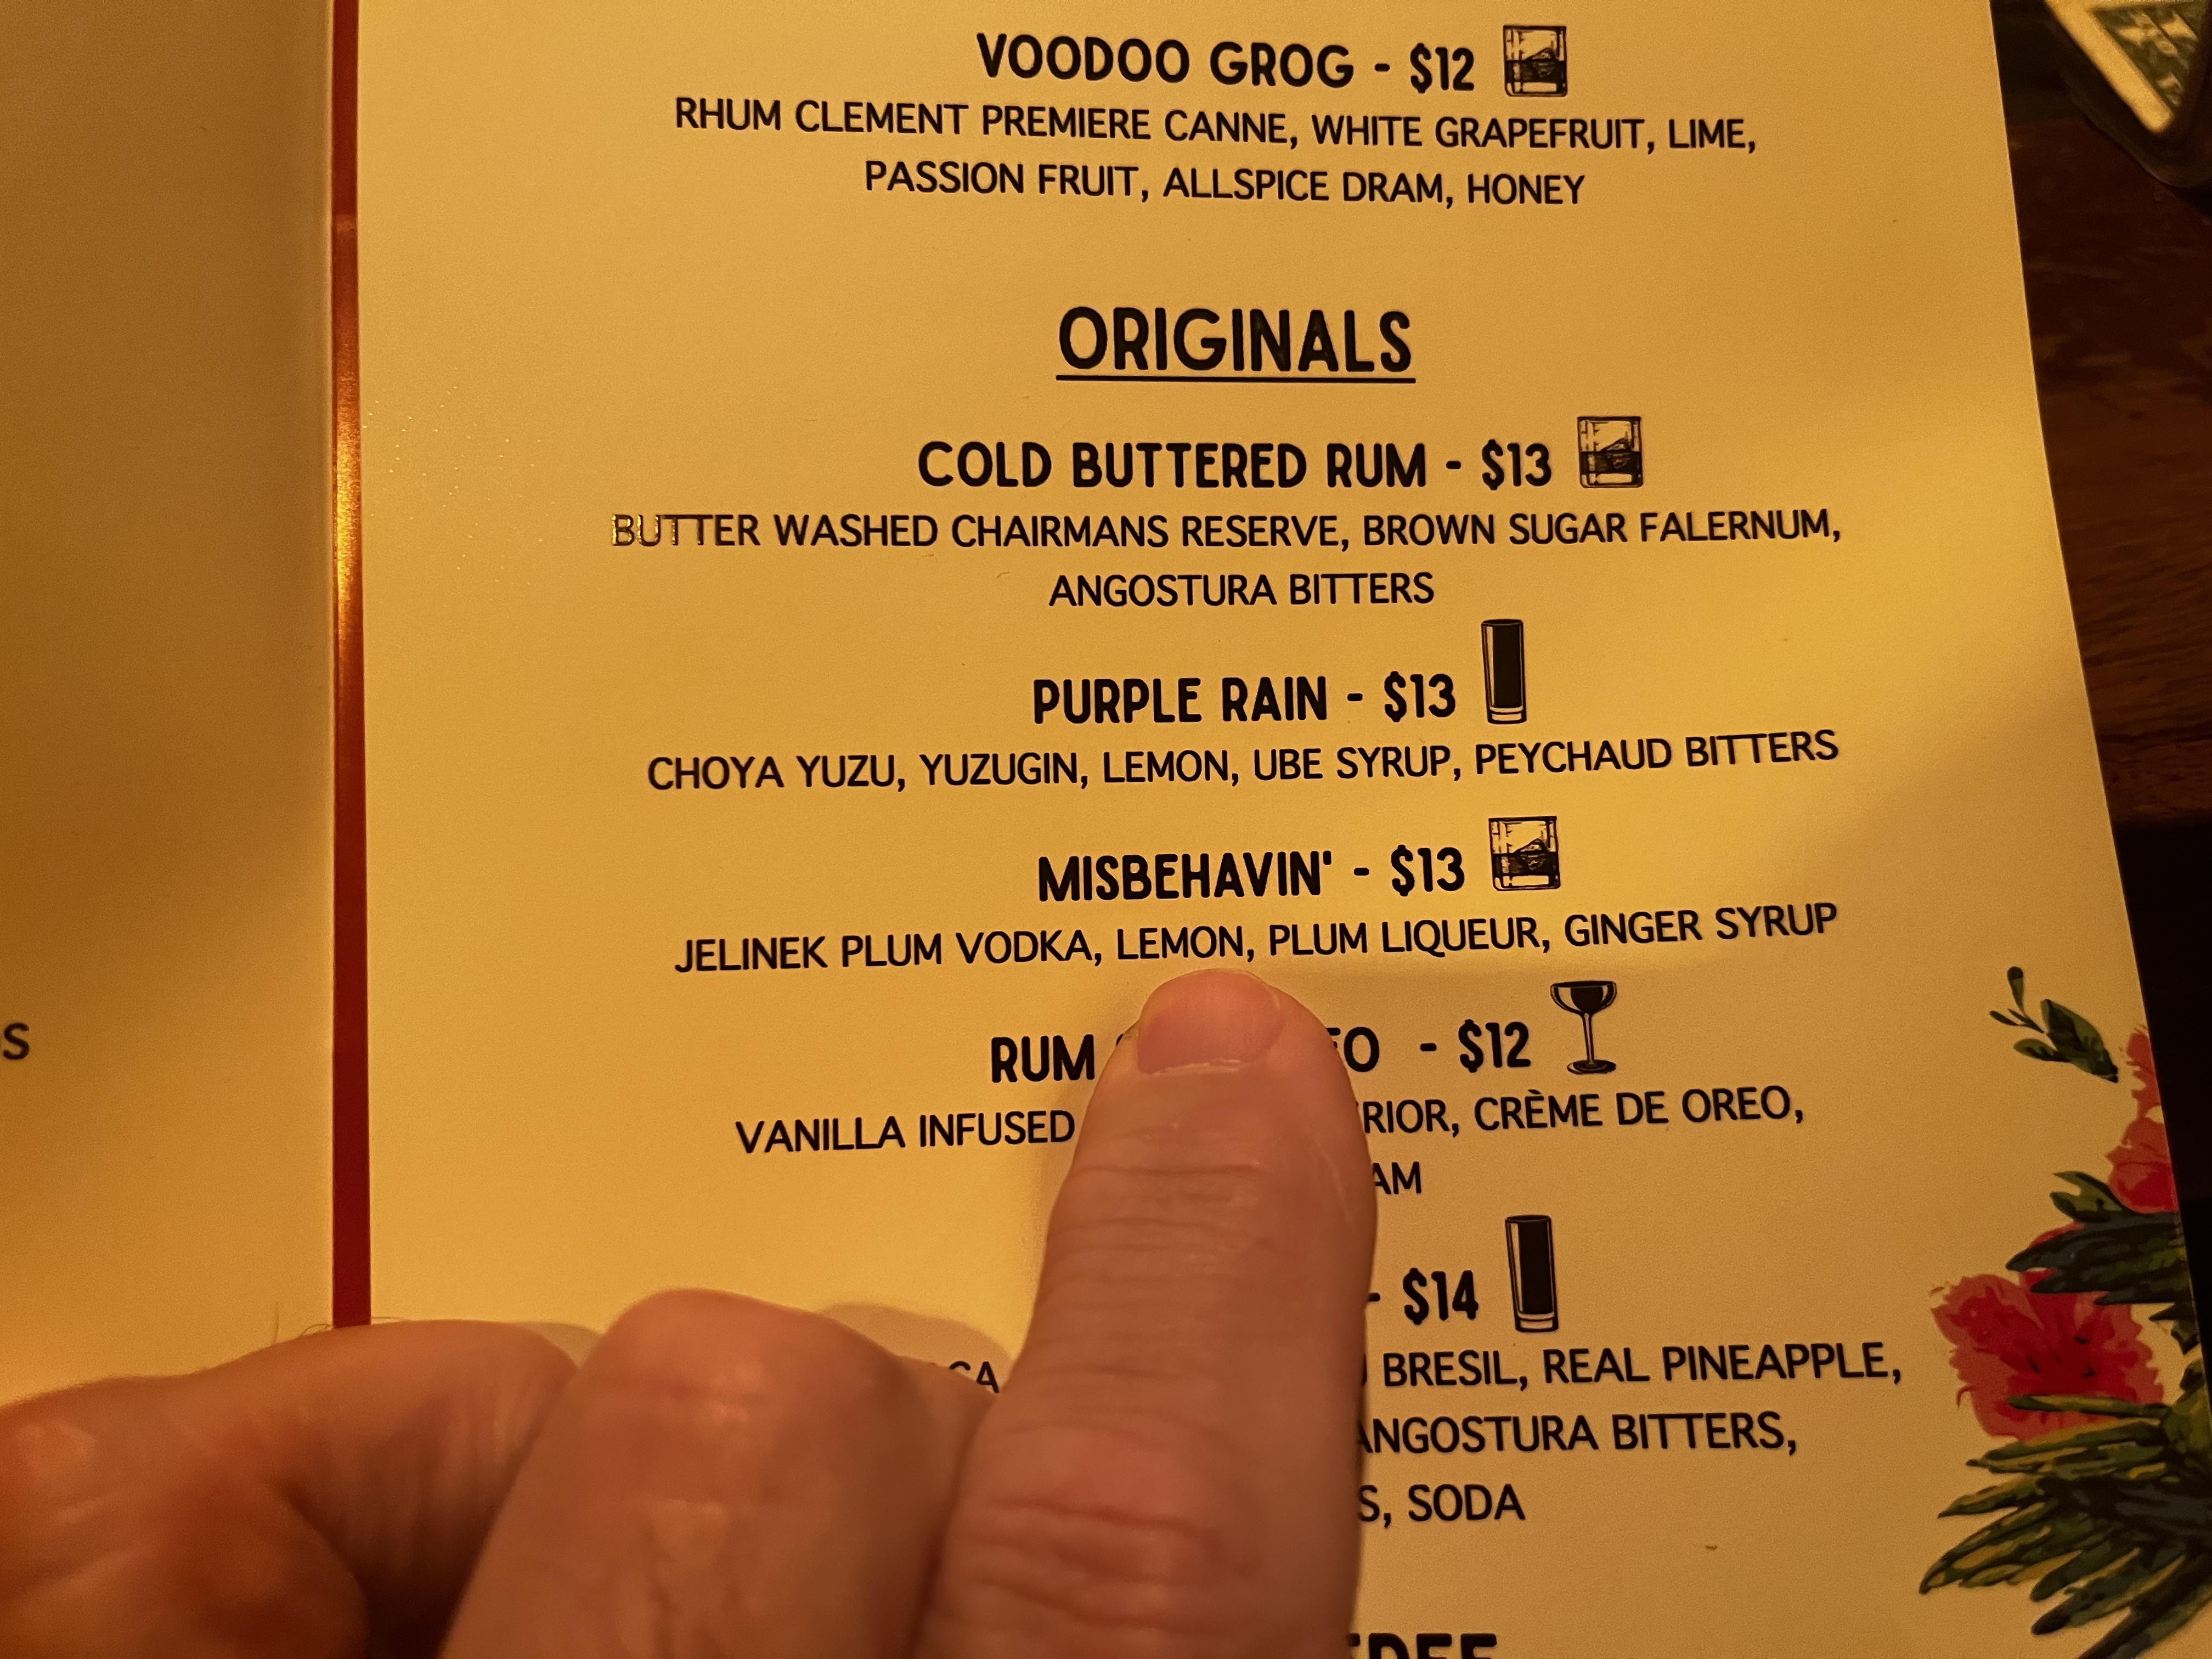 VOODOO GROG - $12
RHUM CLEMENT PREMIERE CANNE, WHITE GRAPEFRUIT, LIME,
PASSION FRUIT, ALLSPICE DRAM, HONEY
ORIGINALS
COLD BUTTERED RUM - $13
BUTTER WASHED CHAIRMANS RESERVE, BROWN SUGAR FALERNUM,
ANGOSTURA BITTERS
PURPLE RAIN - $13
CHOYA YUZU, YUZUGIN, LEMON, UBE SYRUP, PEYCHAUD BITTERS
MISBEHAVIN' - $13
JELINEK PLUM VODKA, LEMON, PLUM LIQUEUR, GINGER SYRUP
RUM - $12
VANILLA INFUSED CRÈME DE OREO,
- $14
BRESIL, REAL PINEAPPLE,
ANGOSTURA BITTERS,
SODA